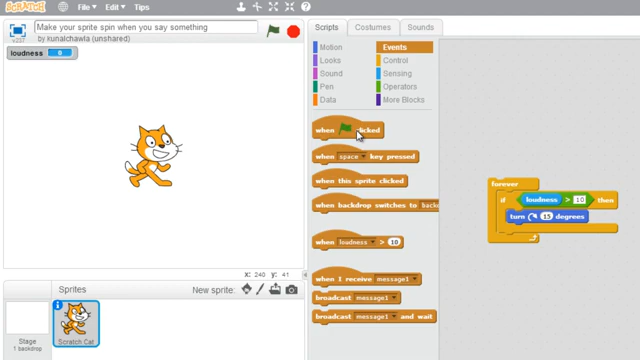 SCRATCH
File
Edit
Tips
Make your sprite spin when you say something
by kunalchawla (unshared)
v237
loudness 0
x: 240 y: 41
Sprites
New sprite:
Stage
1 backdrop
Scratch Cat
Scripts
Costumes
Sounds
Motion
Events
Looks
Control
Sound
Sensing
Pen
Operators
Data
More Blocks
when clicked
when space key pressed
when this sprite clicked
when backdrop switches to
when loudness > 10
when I receive message1
broadcast message1
broadcast message1 and wait
forever
if loudness > 10 then
turn 15 degrees